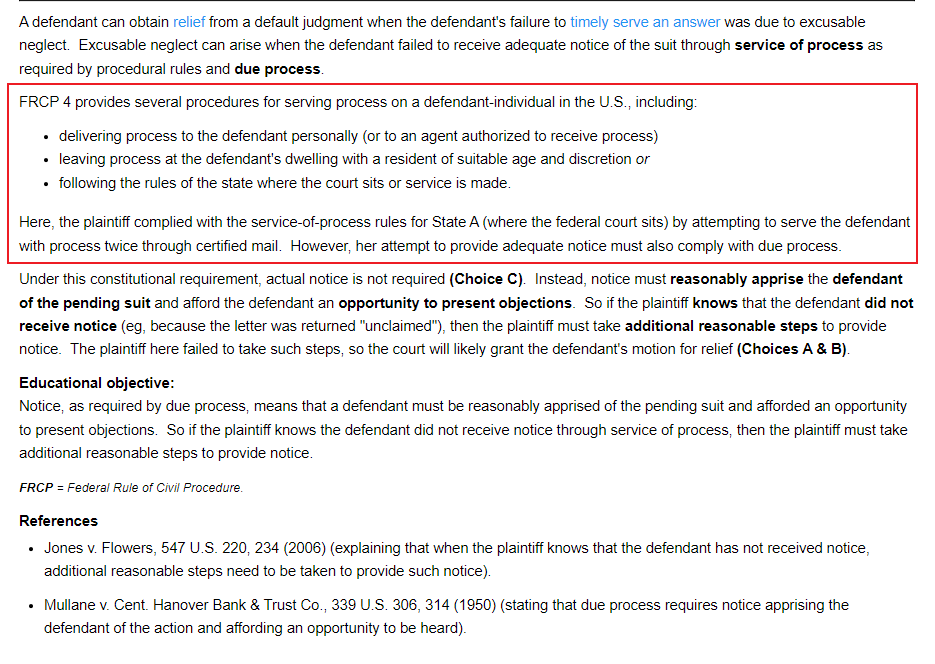 A defendant can obtain relief from a default judgment when the defendant's failure to timely serve an answer was due to excusable
neglect.  Excusable neglect can arise when the defendant failed to receive adequate notice of the suit through service of process as
required by procedural rules and due process.
FRCP 4 provides several procedures for serving process on a defendant-individual in the U.S., including:
• delivering process to the defendant personally (or to an agent authorized to receive process)
• leaving process at the defendant's dwelling with a resident of suitable age and discretion or
• following the rules of the state where the court sits or service is made.
Here, the plaintiff complied with the service-of-process rules for State A (where the federal court sits) by attempting to serve the defendant
with process twice through certified mail.  However, her attempt to provide adequate notice must also comply with due process.
Under this constitutional requirement, actual notice is not required (Choice C).  Instead, notice must reasonably apprise the defendant
of the pending suit and afford the defendant an opportunity to present objections.  So if the plaintiff knows that the defendant did not
receive notice (eg, because the letter was returned "unclaimed"), then the plaintiff must take additional reasonable steps to provide
notice.  The plaintiff here failed to take such steps, so the court will likely grant the defendant's motion for relief (Choices A & B).
Educational objective:
Notice, as required by due process, means that a defendant must be reasonably apprised of the pending suit and afforded an opportunity
to present objections.  So if the plaintiff knows the defendant did not receive notice through service of process, then the plaintiff must take
additional reasonable steps to provide notice.
FRCP = Federal Rule of Civil Procedure.
References
• Jones v. Flowers, 547 U.S. 220, 234 (2006) (explaining that when the plaintiff knows that the defendant has not received notice,
additional reasonable steps need to be taken to provide such notice).
• Mullane v. Cent. Hanover Bank & Trust Co., 339 U.S. 306, 314 (1950) (stating that due process requires notice apprising the
defendant of the action and affording an opportunity to be heard).